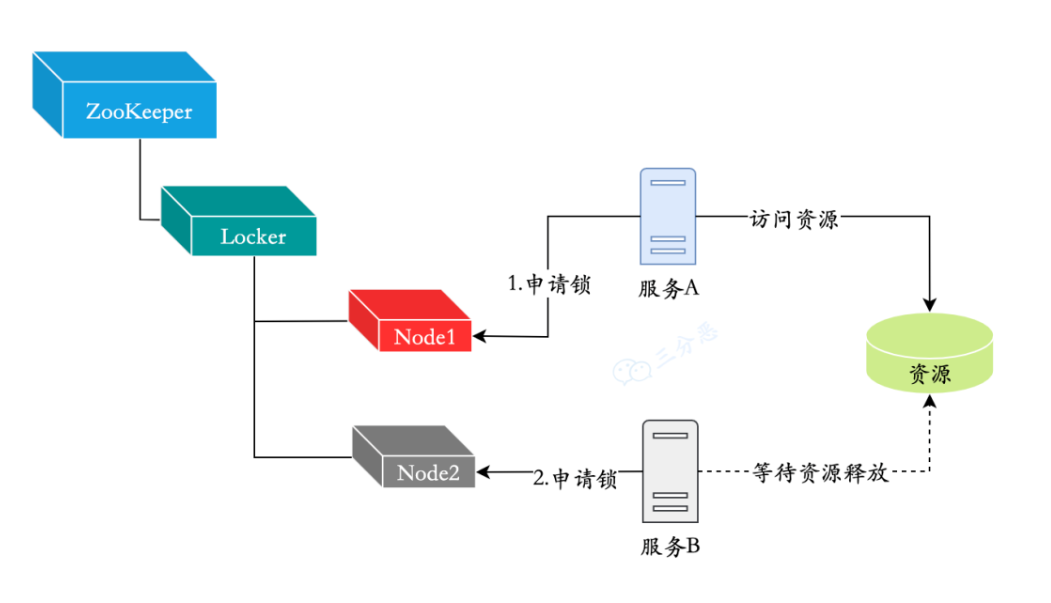 ZooKeeper
Locker
Node1
1.申请锁
服务A
访问资源
资源
三分恶
Node2
2.申请锁
服务B
等待资源释放